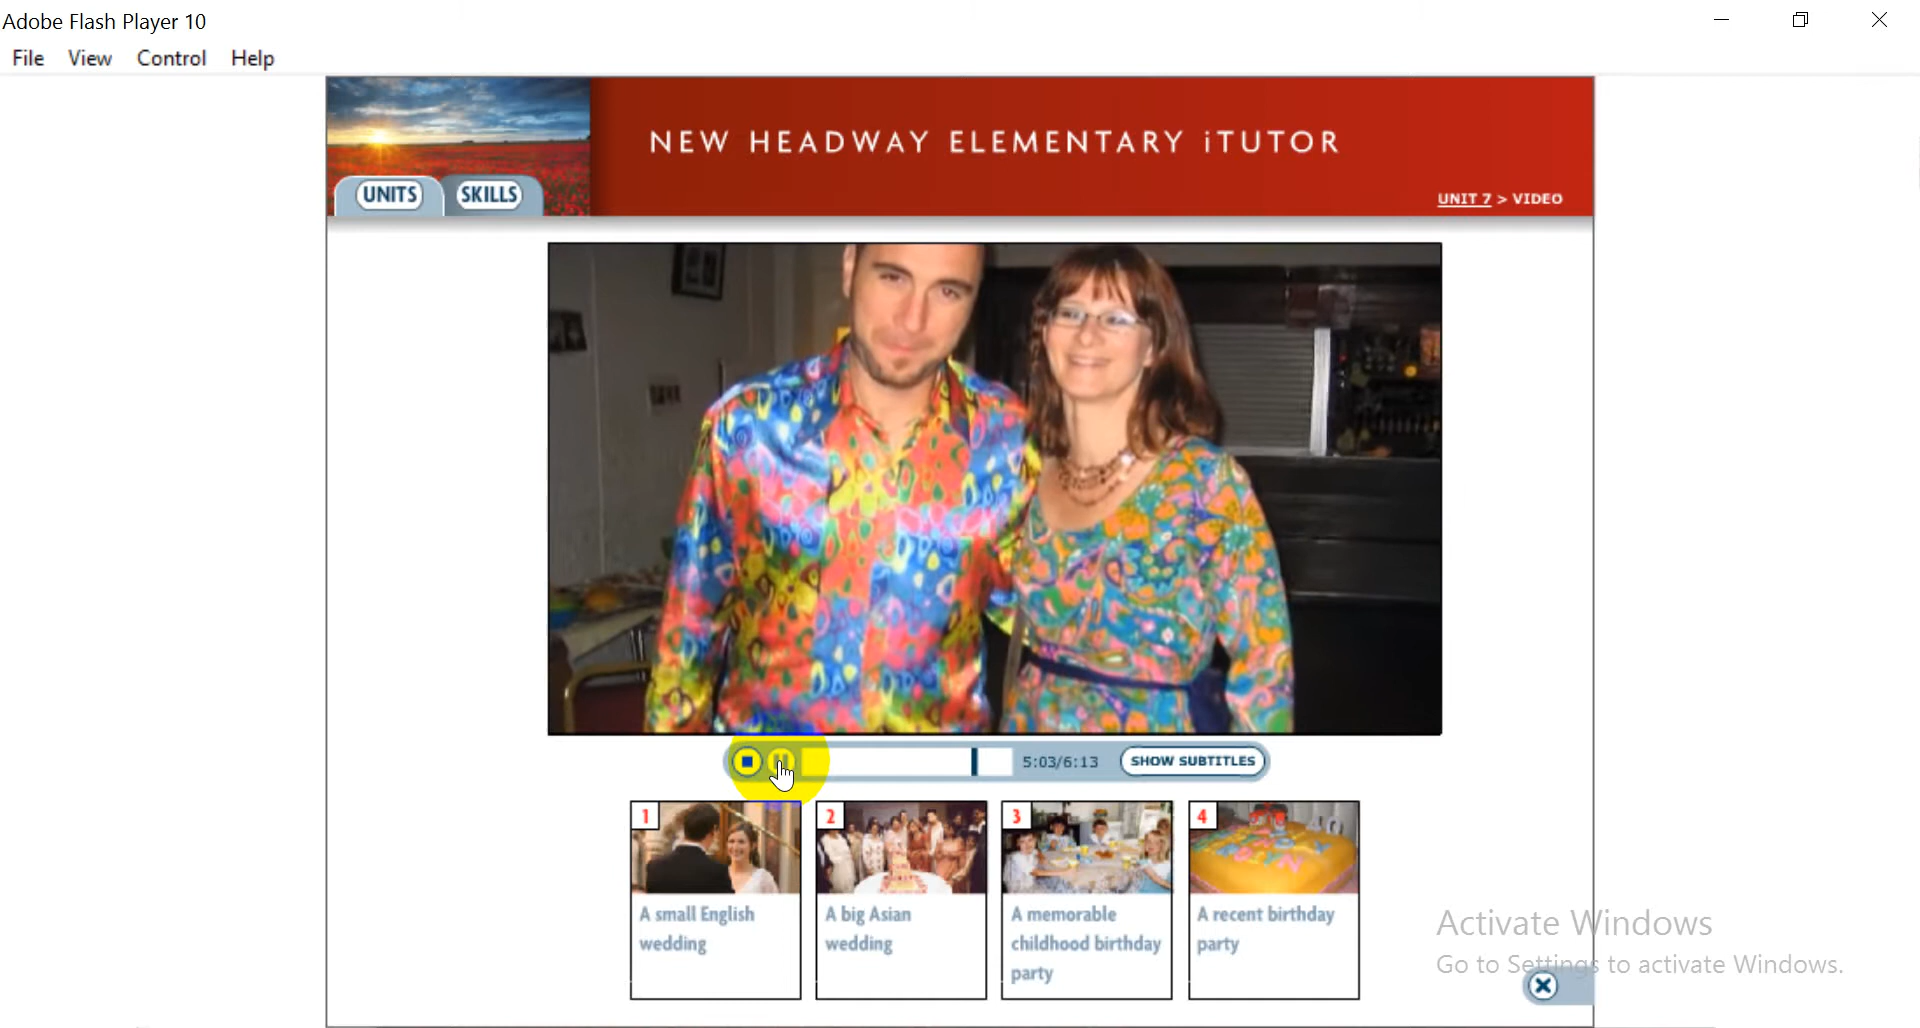 Adobe Flash Player 10
File View Control Help
NEW HEADWAY ELEMENTARY iTUTOR
UNITS SKILLS
UNIT 7 > VIDEO
5:03/6:13 SHOW SUBTITLES
1 2 3 4
A small English
wedding
A big Asian
wedding
A memorable
childhood birthday
party
A recent birthday
party
Activate Windows
Go to Settings to activate Windows.